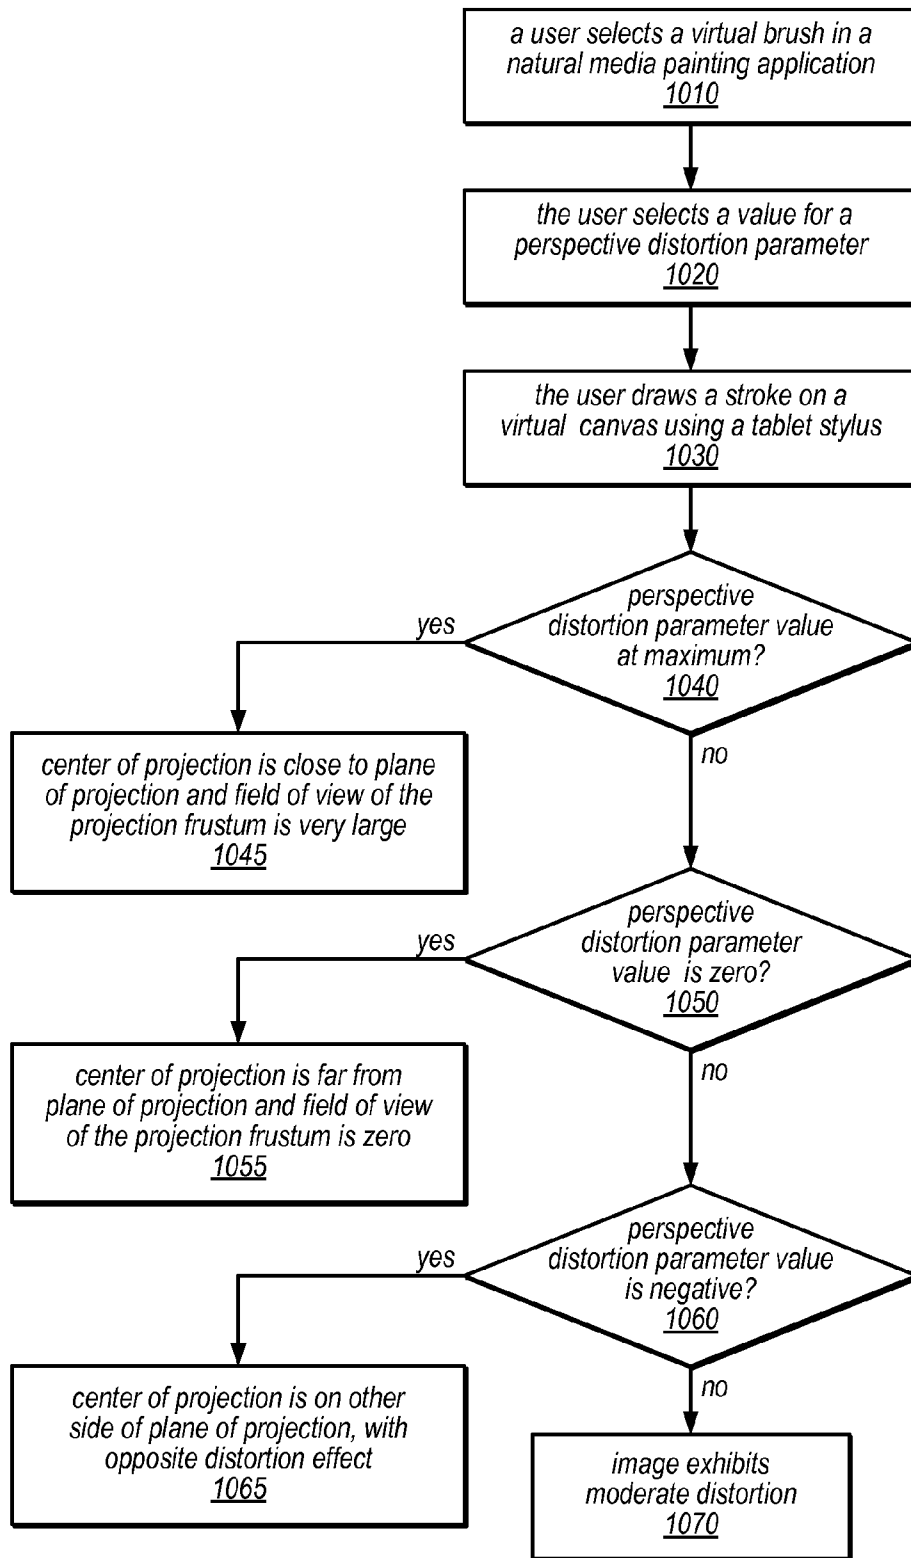 a user selects a virtual brush in a
natural media painting application
1010
the user selects a value for a
perspective distortion parameter
1020
the user draws a stroke on a
virtual canvas using a tablet stylus
1030
perspective
distortion parameter value
at maximum?
1040
yes
no
center of projection is close to plane
of projection and field of view of the
projection frustum is very large
1045
perspective
distortion parameter
value is zero?
1050
yes
no
center of projection is far from
plane of projection and field of view
of the projection frustum is zero
1055
perspective
distortion parameter value
is negative?
1060
yes
no
center of projection is on other
side of plane of projection, with
opposite distortion effect
1065
image exhibits
moderate distortion
1070